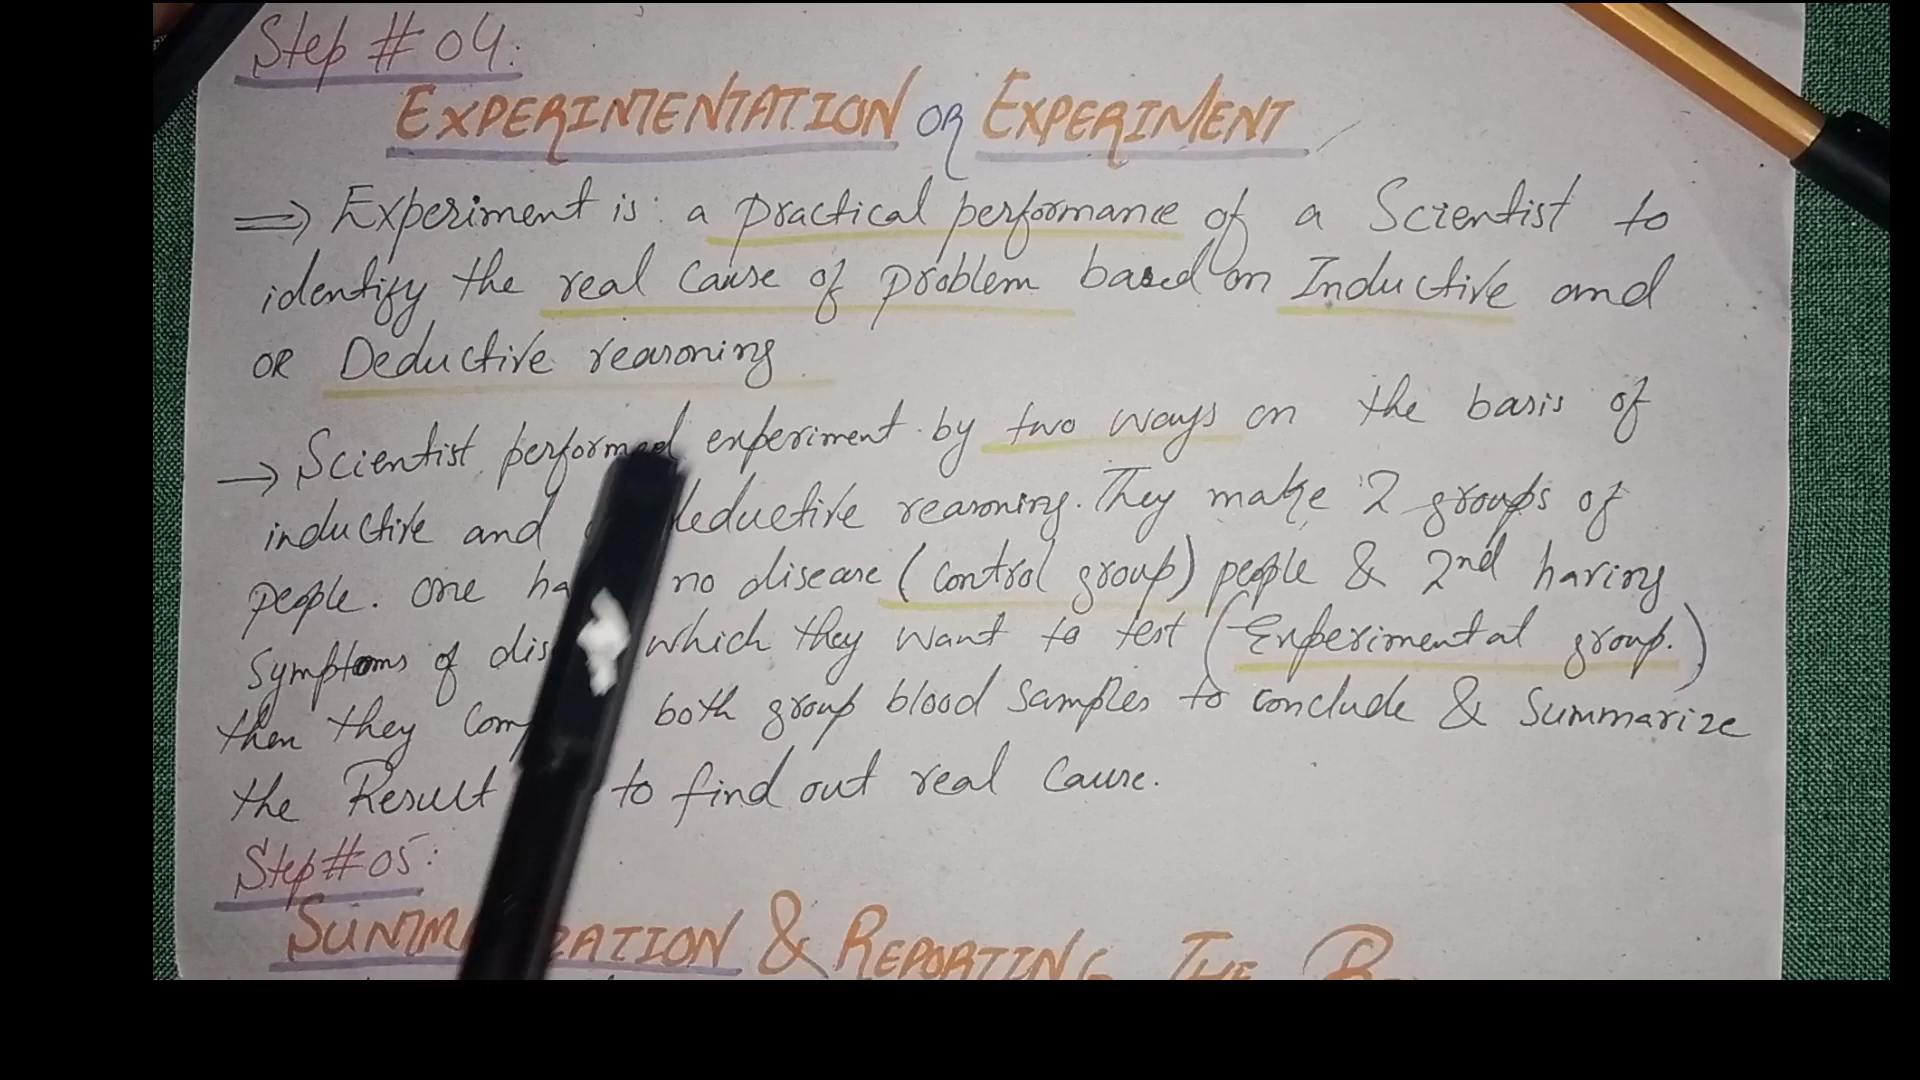 Step # 04:
EXPERIMENTATION OR EXPERIMENT
⇒ Experiment is: a practical performance of a Scientist to
identify the real cause of problem based on Inductive and
OR Deductive reasoning
→ Scientist performed experiment by two ways on the basis of
inductive and deductive reasoning. They make 2 groups of
people. one no disease (control group) people & 2nd having
symptoms of which they want to test (Experimental group.)
then they both group blood samples to conclude & Summarize
the Result to find out real cause.
Step # 05:
& REPORTING THE